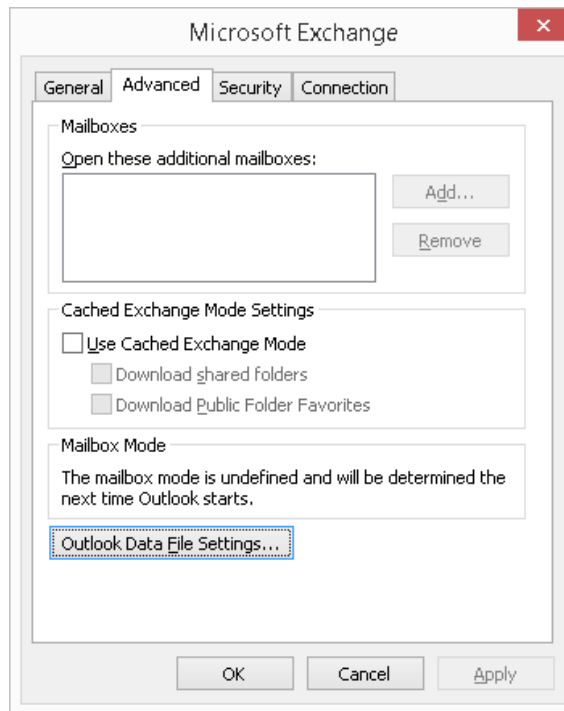 Microsoft Exchange
General Advanced Security Connection
Mailboxes
Open these additional mailboxes:
Add...
Remove
Cached Exchange Mode Settings
Use Cached Exchange Mode
Download shared folders
Download Public Folder Favorites
Mailbox Mode
The mailbox mode is undefined and will be determined the
next time Outlook starts.
Outlook Data File Settings...
OK Cancel Apply